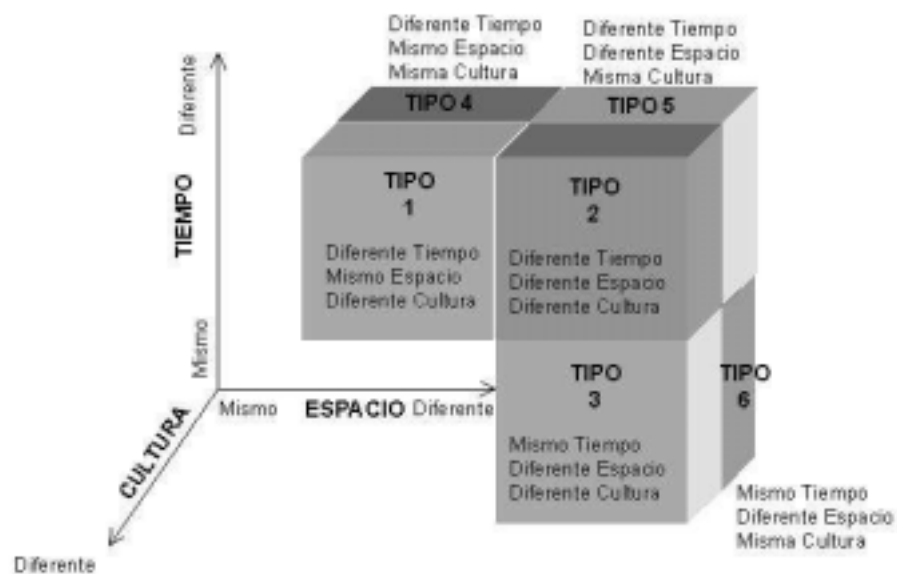 Diferente Tiempo
Mismo Espacio
Misma Cultura
Diferente Tiempo
Diferente Espacio
Misma Cultura
TIPO 4
TIPO 5
Diferente
TIEMPO
Mismo
TIPO
1
Diferente Tiempo
Mismo Espacio
Diferente Cultura
TIPO
2
Diferente Tiempo
Diferente Espacio
Diferente Cultura
TIPO
3
Mismo Tiempo
Diferente Espacio
Diferente Cultura
TIPO
6
Mismo Tiempo
Diferente Espacio
Misma Cultura
Mismo
ESPACIO
Diferente
CULTURA
Diferente